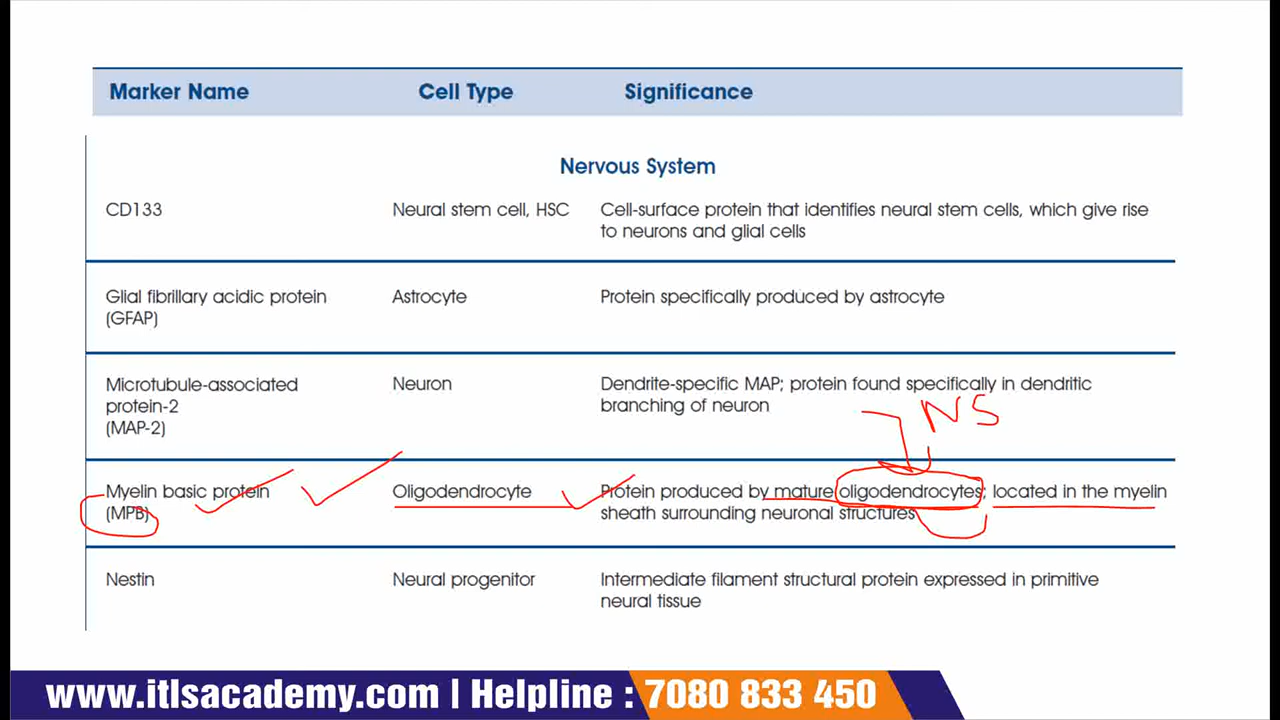 Marker Name Cell Type Significance
Nervous System
CD133 Neural stem cell, HSC Cell-surface protein that identifies neural stem cells, which give rise
to neurons and glial cells
Glial fibrillary acidic protein Astrocyte Protein specifically produced by astrocyte
(GFAP)
Microtubule-associated Neuron Dendrite-specific MAP; protein found specifically in dendritic
protein-2 branching of neuron
(MAP-2)
NS
Myelin basic protein Oligodendrocyte Protein produced by mature oligodendrocytes; located in the myelin
(MPB) sheath surrounding neuronal structures
Nestin Neural progenitor Intermediate filament structural protein expressed in primitive
neural tissue
www.itlsacademy.com | Helpline : 7080 833 450